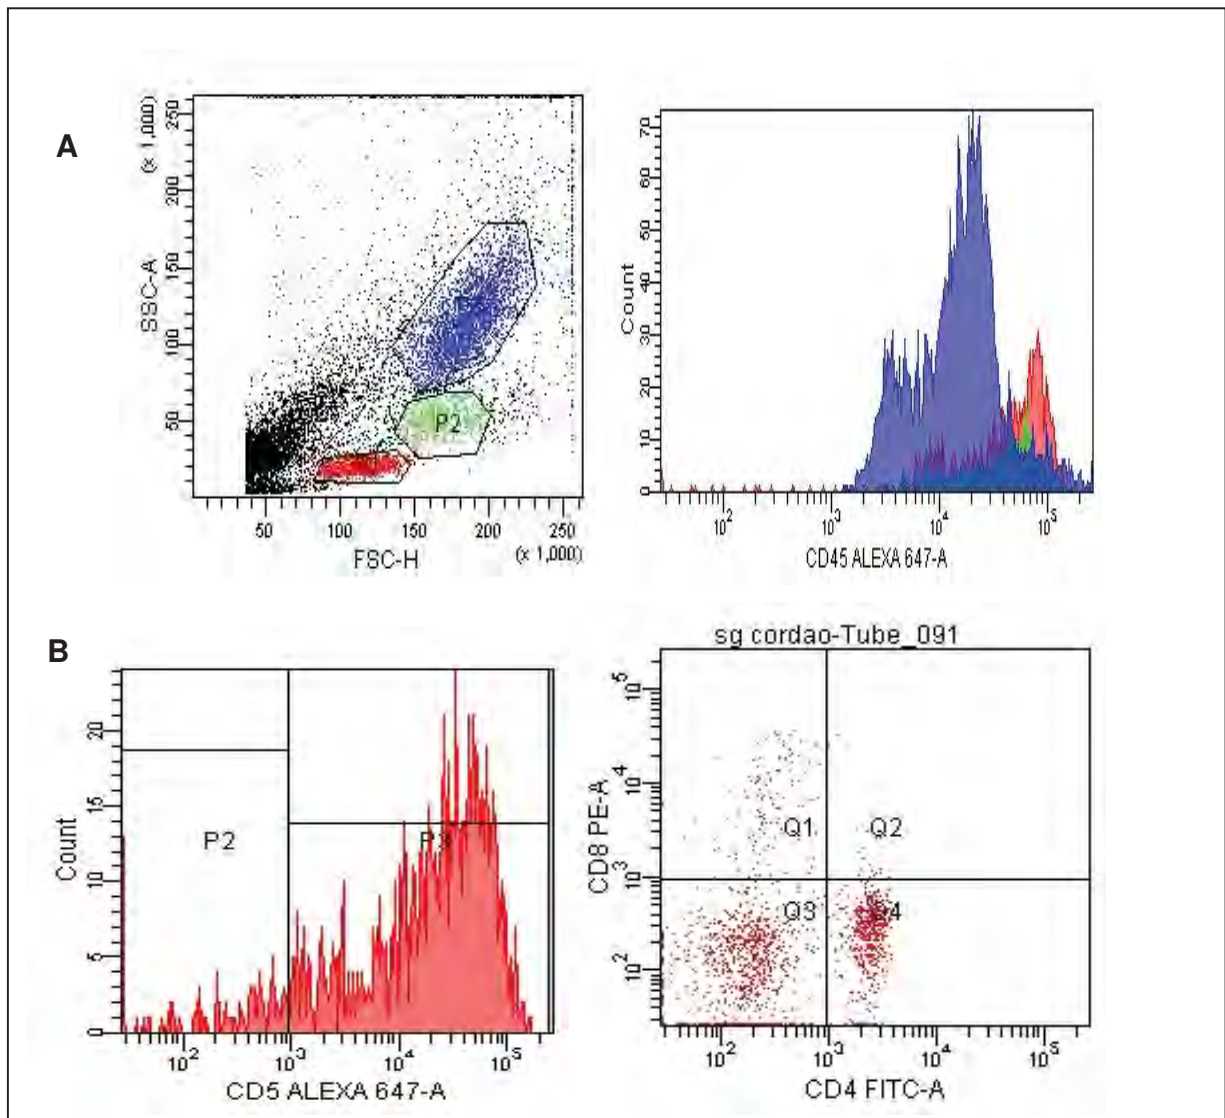 A
(x 1,000)
250
200
150
100
50
SSC-A
P2
50 100 150 200 250
FSC-H
(x 1,000)
70
60
50
40
30
20
10
0
Count
10² 10³ 10⁴ 10⁵
CD45 ALEXA 647-A
B
20
15
10
5
0
Count
P2
P3
10² 10³ 10⁴ 10⁵
CD5 ALEXA 647-A
sg cordao-Tube_091
10⁵
10⁴
10³
10²
CD8 PE-A
Q1 Q2
Q3 Q4
10² 10³ 10⁴ 10⁵
CD4 FITC-A